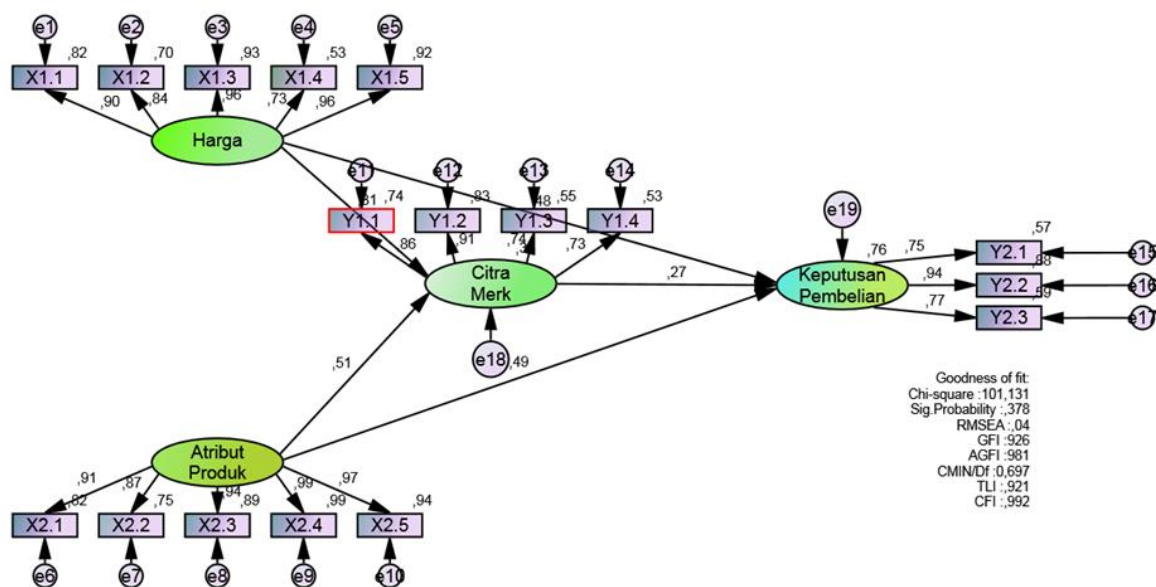 e1 e2 e3 e4 e5
,82 ,70 ,93 ,53 ,92
X1.1 X1.2 X1.3 X1.4 X1.5
,90 ,84 ,96 ,73 ,96
Harga
e12 e13 e14
,74 ,83 ,55 ,53
Y1.1 Y1.2 Y1.3 Y1.4
,91 ,74 ,73
Citra
Merk
e18
e19
,76
Keputusan
Pembelian
,27
,51
,49
,75 ,57
Y2.1 e15
,94 ,88
Y2.2 e16
,77 ,59
Y2.3 e17
Goodness of fit:
Chi-square :101,131
Sig.Probability :,378
RMSEA :,04
GFI :926
AGFI :981
CMIN/Df :0,697
TLI :,921
CFI :,992
Atribut
Produk
,91 ,87 ,94 ,99 ,97
,82 ,75 ,89 ,99 ,94
X2.1 X2.2 X2.3 X2.4 X2.5
e6 e7 e8 e9 e10